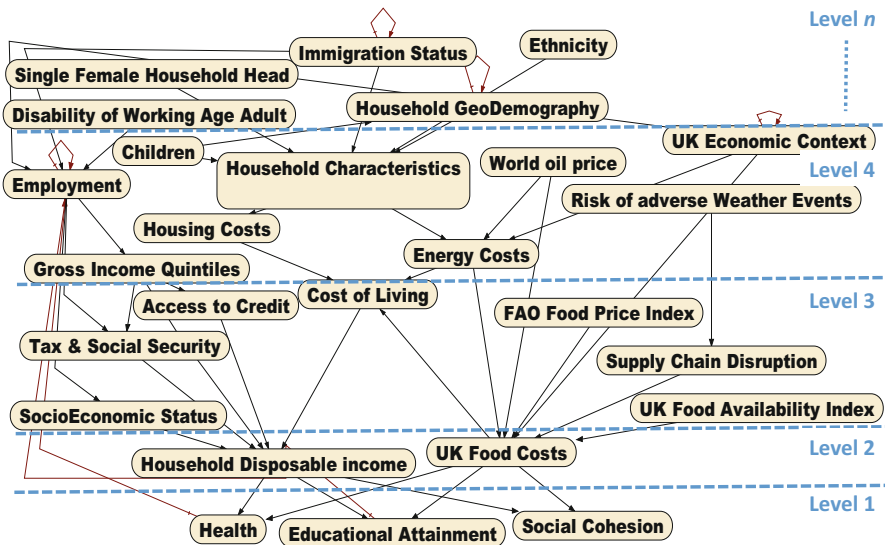 Level n
Immigration Status
Ethnicity
Single Female Household Head
Household GeoDemography
Disability of Working Age Adult
UK Economic Context
Children
Household Characteristics
World oil price
Level 4
Employment
Risk of adverse Weather Events
Housing Costs
Energy Costs
Gross Income Quintiles
Access to Credit
Cost of Living
Level 3
FAO Food Price Index
Tax & Social Security
Supply Chain Disruption
SocioEconomic Status
UK Food Availability Index
Level 2
Household Disposable income
UK Food Costs
Level 1
Health
Educational Attainment
Social Cohesion